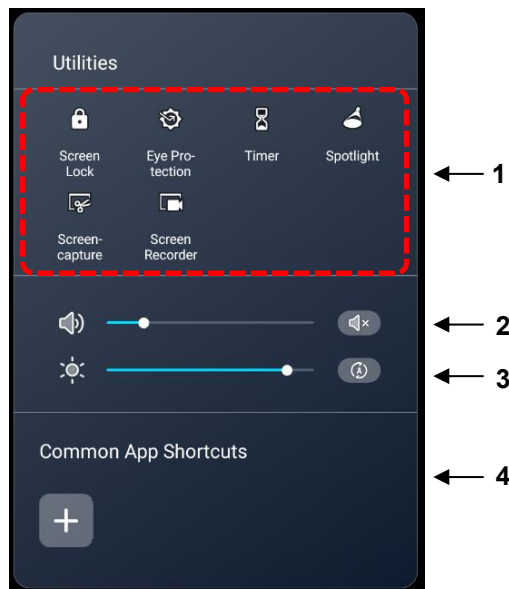 Utilities
Screen Lock
Eye Pro-
tection
Timer
Spotlight
Screen-
capture
Screen
Recorder
1
2
A
3
Common App Shortcuts
4